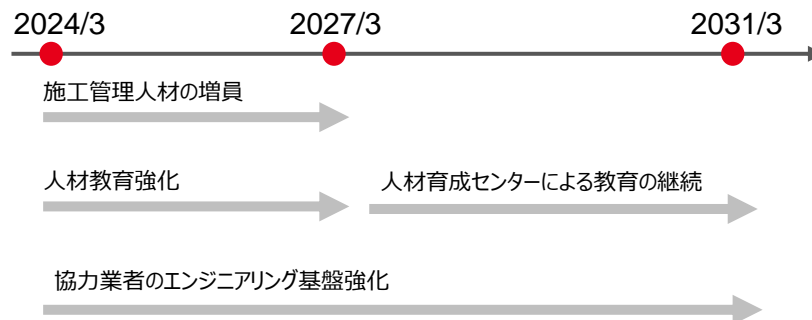 2024/3 2027/3 2031/3
施工管理人材の増員
人材教育強化 人材育成センターによる教育の継続
協力業者のエンジニアリング基盤強化